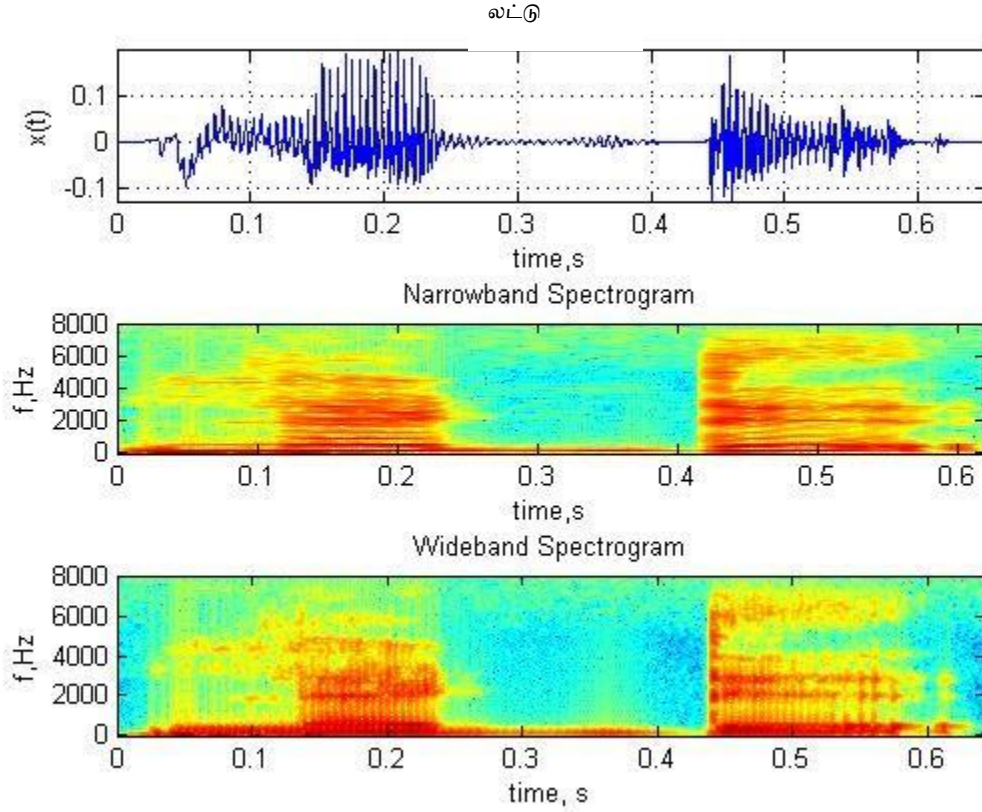 லட்டு
x(t)
0.1
0
-0.1
0 0.1 0.2 0.3 0.4 0.5 0.6
time,s
Narrowband Spectrogram
f,Hz
8000
6000
4000
2000
0
0 0.1 0.2 0.3 0.4 0.5 0.6
time,s
Wideband Spectrogram
f,Hz
8000
6000
4000
2000
0
0 0.1 0.2 0.3 0.4 0.5 0.6
time, s